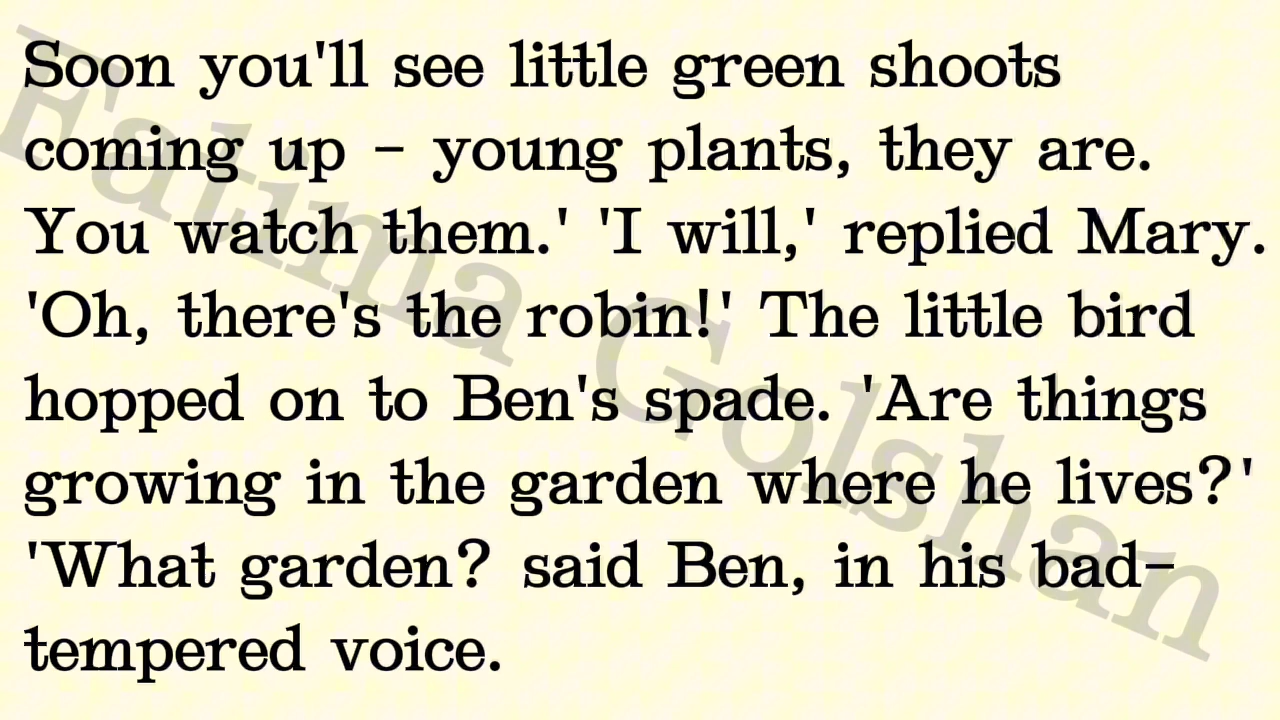 Soon you'll see little green shoots
coming up - young plants, they are.
You watch them.' 'I will,' replied Mary.
'Oh, there's the robin!' The little bird
hopped on to Ben's spade. 'Are things
growing in the garden where he lives?'
'What garden? said Ben, in his bad-
tempered voice.
Fatima Golshan